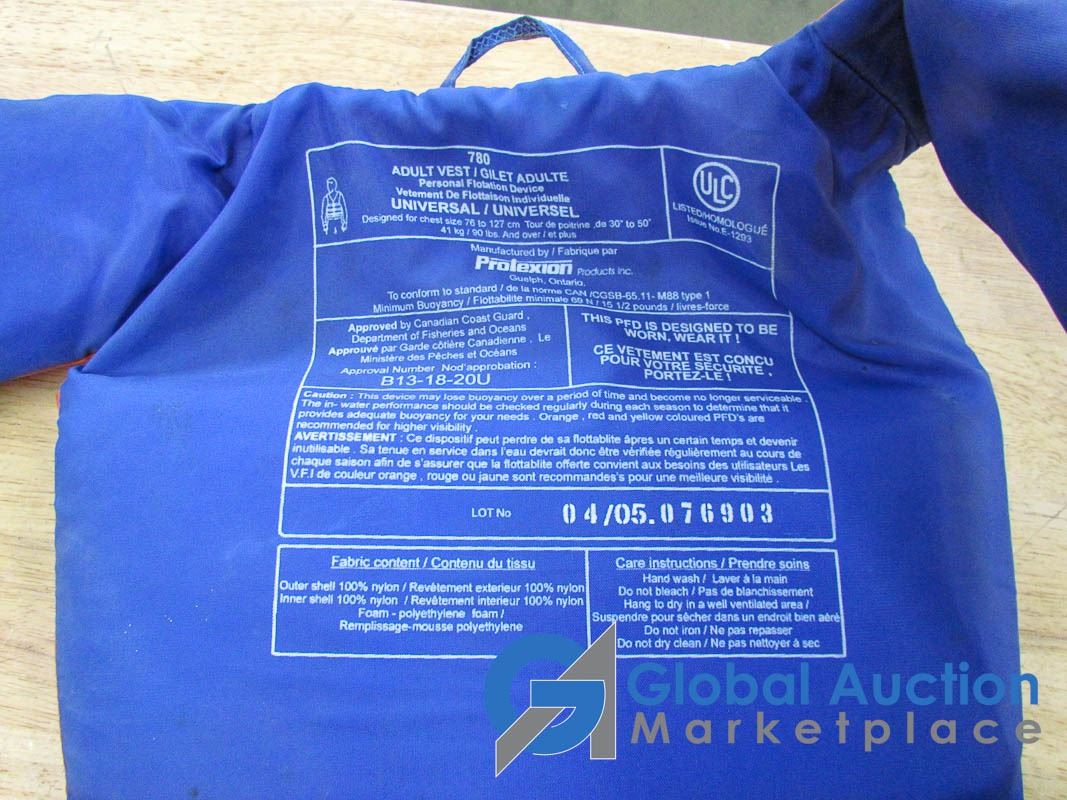 780
ADULT VEST / GILET ADULTE
Personal Flotation Device
Vetement De Flottaison Individuelle
UNIVERSAL / UNIVERSEL
Designed for chest size 76 to 127 cm Tour de poitrine ,de 30" to 50"
41 kg / 90 lbs. And over / et plus
ULC
LISTED/HOMOLOGUÉ
Issue No.E-1293
Manufactured by / Fabrique par
Protexion Products Inc.
Guelph, Ontario.
To conform to standard / de la norme CAN /CGSB-65.11- M88 type 1
Minimum Buoyancy / Flottabilite minimale 69 N / 15 1/2 pounds / livres-force
Approved by Canadian Coast Guard ,
Department of Fisheries and Oceans
Approuvé par Garde côtière Canadienne . Le
Ministère des Pêches et Océans
Approval Number Nod'approbation :
B13-18-20U
THIS PFD IS DESIGNED TO BE
WORN, WEAR IT !
CE VETEMENT EST CONCU
POUR VOTRE SECURITE ,
PORTEZ-LE !
Caution : This device may lose buoyancy over a period of time and become no longer serviceable .
The in- water performance should be checked regularly during each season to determine that it
provides adequate buoyancy for your needs . Orange , red and yellow coloured PFD's are
recommended for higher visibility .
AVERTISSEMENT : Ce dispositif peut perdre de sa flottablite âpres un certain temps et devenir
inutilisable . Sa tenue en service dans l'eau devrait donc être vérifiée régulièrement au cours de
chaque saison afin de s'assurer que la flottablite offerte convient aux besoins des utilisateurs Les
V.F.I de couleur orange , rouge ou jaune sont recommandes's pour une meilleure visibilité .
LOT No 04/05.076903
Fabric content / Contenu du tissu
Outer shell 100% nylon / Revêtement exterieur 100% nylon
Inner shell 100% nylon / Revêtement interieur 100% nylon
Foam - polyethylene foam /
Remplissage-mousse polyethylene
Care instructions / Prendre soins
Hand wash / Laver à la main
Do not bleach / Pas de blanchissement
Hang to dry in a well ventilated area /
Suspendre pour sêcher dans un endroit bien aéré
Do not iron / Ne pas repasser
Do not dry clean / Ne pas nettoyer à sec
Global Auction
Marketplace